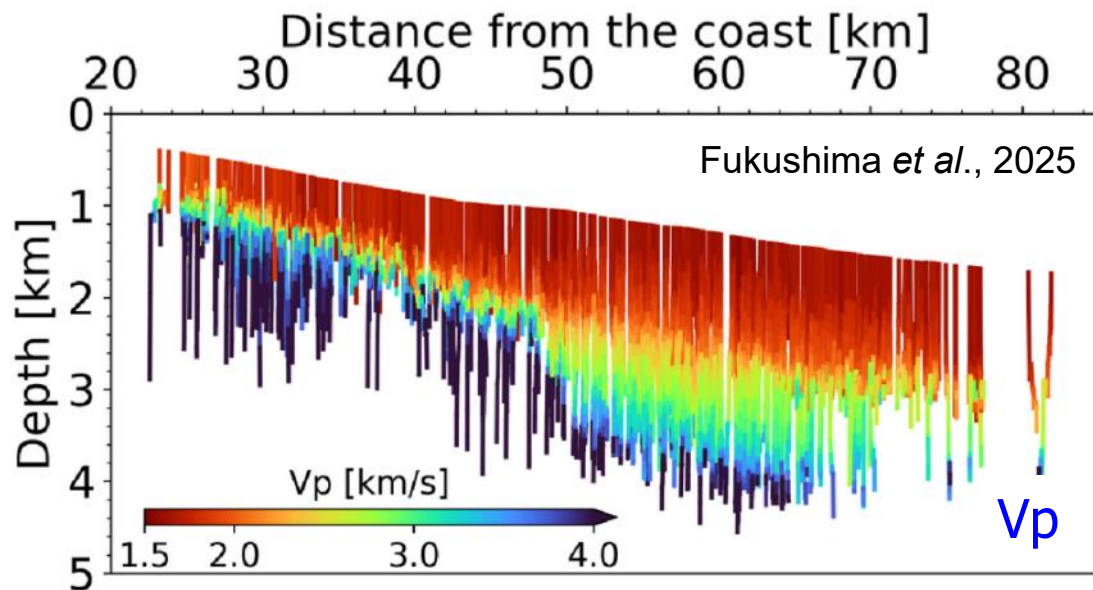 Distance from the coast [km]
20 30 40 50 60 70 80
Fukushima et al., 2025
Depth [km]
0
1
2
3
4
5
Vp [km/s]
1.5 2.0 3.0 4.0
Vp